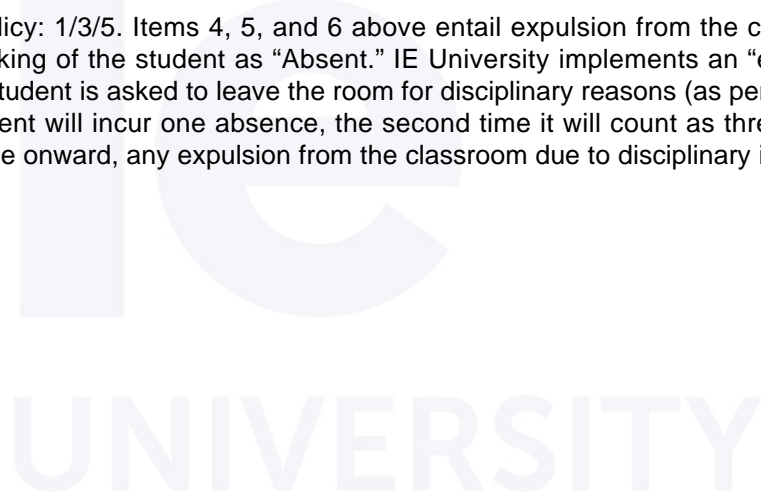 licy: 1/3/5. Items 4, 5, and 6 above entail expulsion from the c
king of the student as “Absent.” IE University implements an “e
student is asked to leave the room for disciplinary reasons (as per
ent will incur one absence, the second time it will count as thre
e onward, any expulsion from the classroom due to disciplinary i
ie
UNIVERSITY